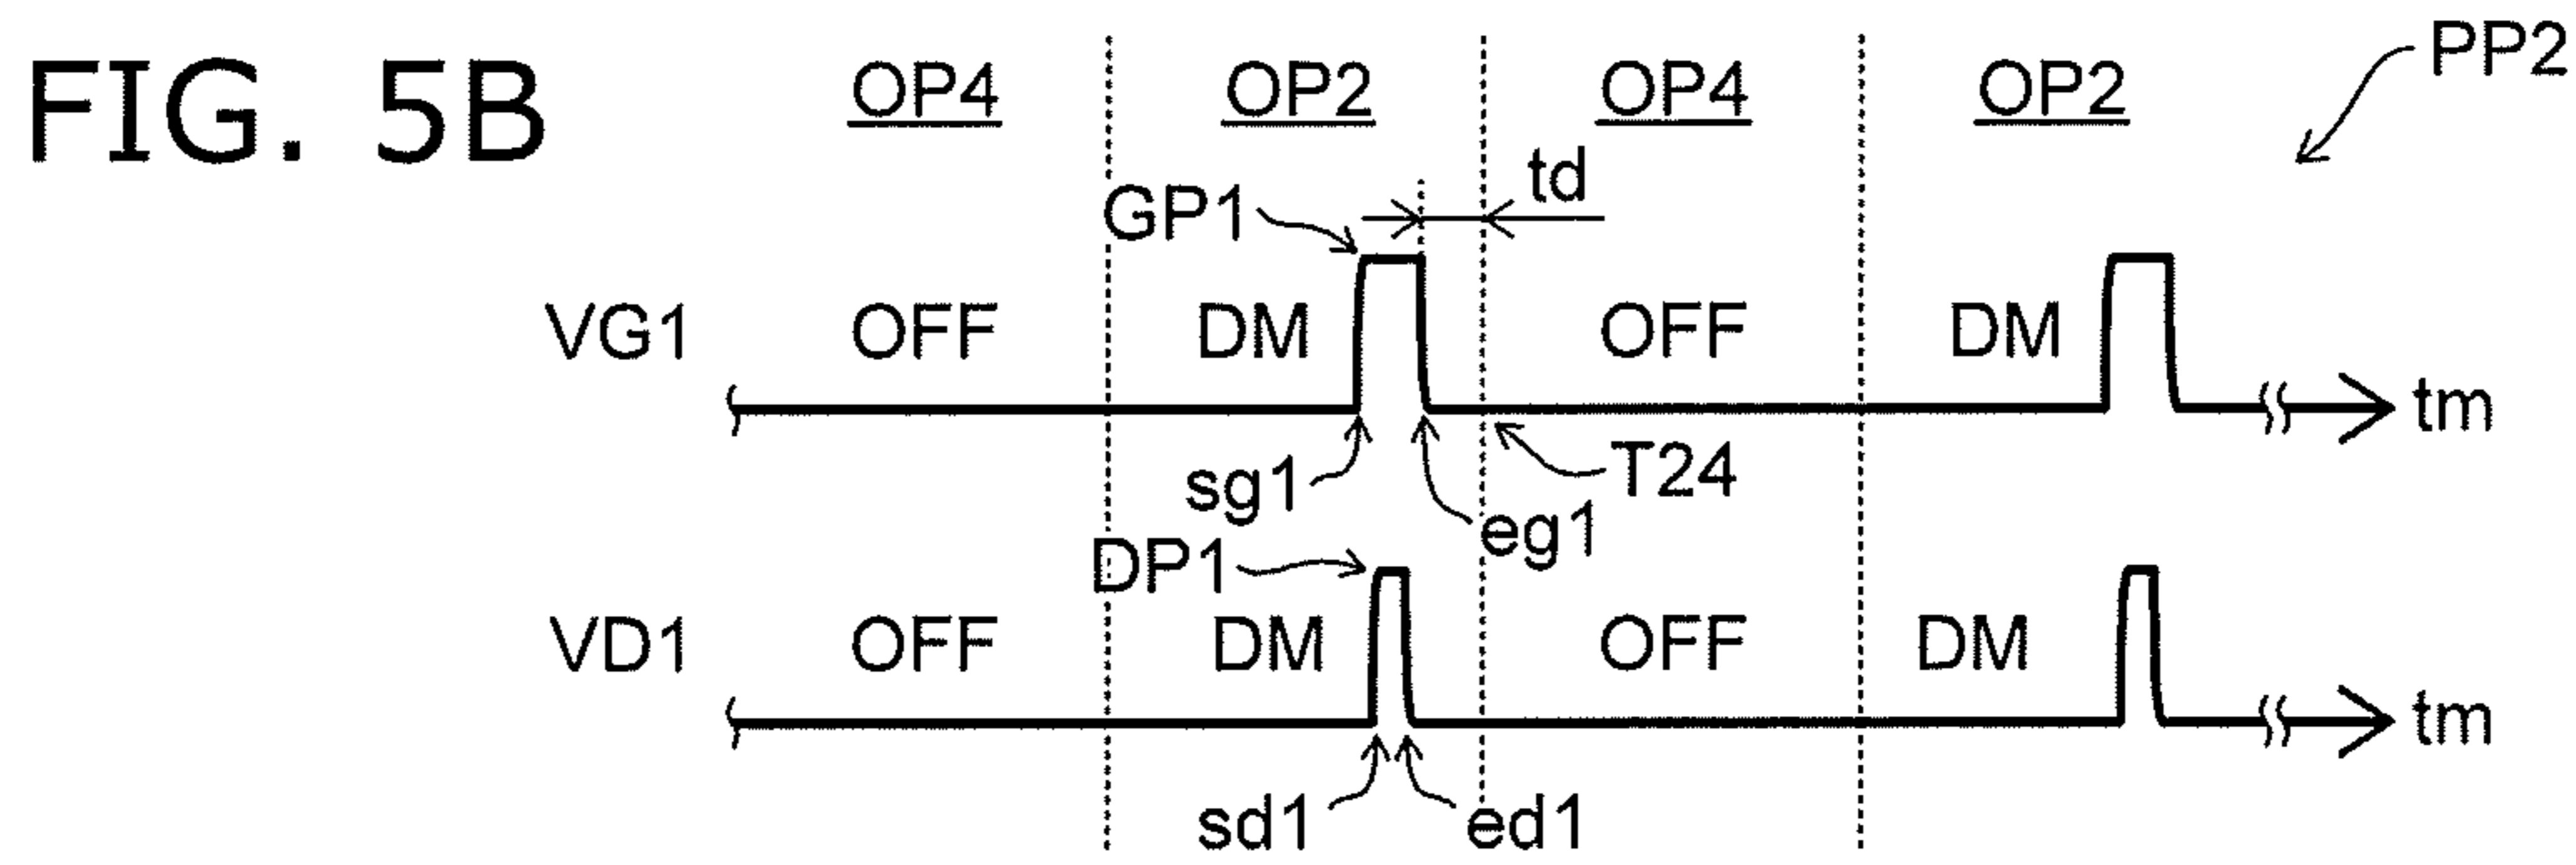 FIG. 5B
OP4 OP2 OP4 OP2 PP2
td
GP1
VG1 OFF DM OFF DM tm
sg1 eg1 T24
DP1
VD1 OFF DM OFF DM tm
sd1 ed1